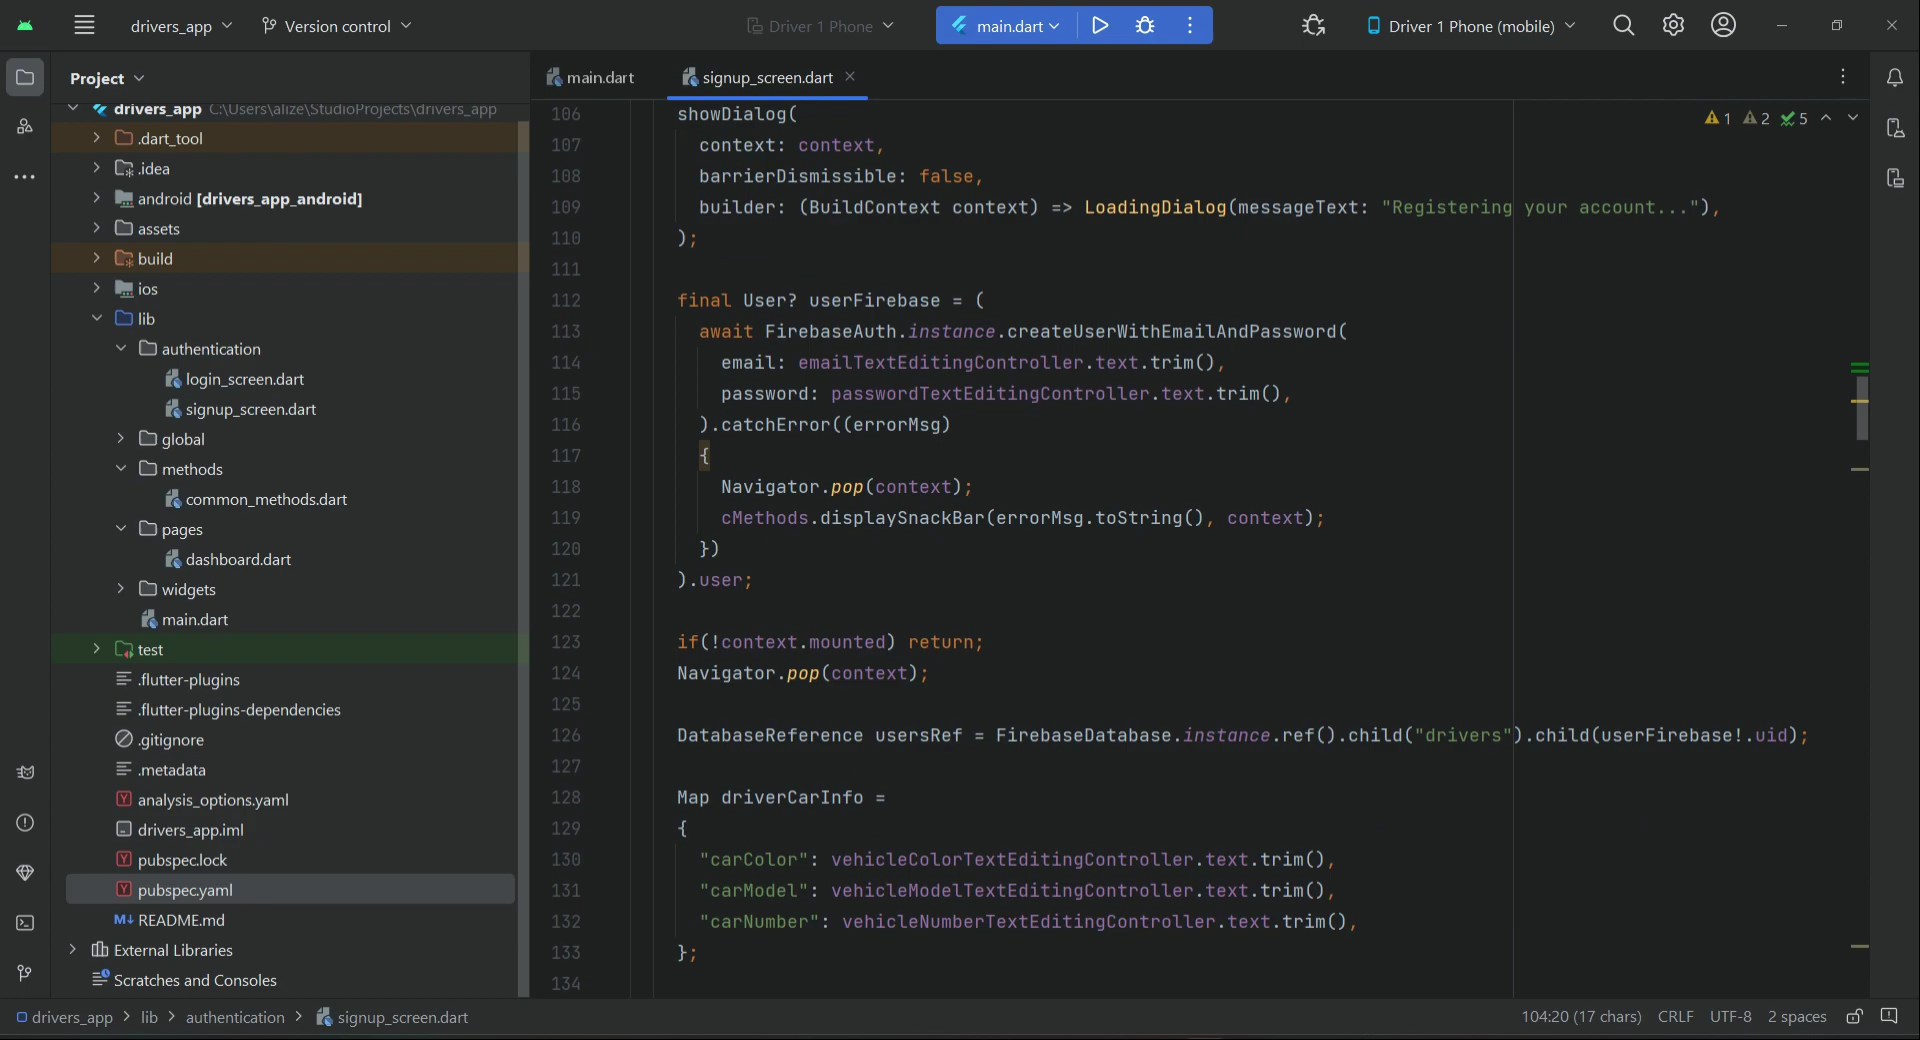 drivers_app
Version control
Driver 1 Phone
main.dart
Driver 1 Phone (mobile)
Project
drivers_app C:\Users\alize\StudioProjects\drivers_app
.dart_tool
.idea
android [drivers_app_android]
assets
build
ios
lib
authentication
login_screen.dart
signup_screen.dart
global
methods
common_methods.dart
pages
dashboard.dart
widgets
main.dart
test
.flutter-plugins
.flutter-plugins-dependencies
.gitignore
.metadata
analysis_options.yaml
drivers_app.iml
pubspec.lock
pubspec.yaml
README.md
External Libraries
Scratches and Consoles
main.dart
signup_screen.dart
1 2 5
106 showDialog(
107 context: context,
108 barrierDismissible: false,
109 builder: (BuildContext context) => LoadingDialog(messageText: "Registering your account..."),
110 );
111
112 final User? userFirebase = (
113 await FirebaseAuth.instance.createUserWithEmailAndPassword(
114 email: emailTextEditingController.text.trim(),
115 password: passwordTextEditingController.text.trim(),
116 ).catchError((errorMsg)
117 {
118 Navigator.pop(context);
119 cMethods.displaySnackBar(errorMsg.toString(), context);
120 })
121 ).user;
122
123 if(!context.mounted) return;
124 Navigator.pop(context);
125
126 DatabaseReference usersRef = FirebaseDatabase.instance.ref().child("drivers").child(userFirebase!.uid);
127
128 Map driverCarInfo =
129 {
130 "carColor": vehicleColorTextEditingController.text.trim(),
131 "carModel": vehicleModelTextEditingController.text.trim(),
132 "carNumber": vehicleNumberTextEditingController.text.trim(),
133 };
134
drivers_app > lib > authentication > signup_screen.dart
104:20 (17 chars) CRLF UTF-8 2 spaces